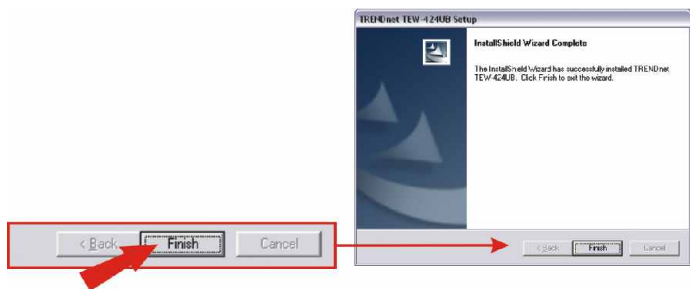 TRENDnet TEW-424UB Setup
InstallShield Wizard Complete
The InstallShield Wizard has successfully installed TRENDnet
TEW-424UB. Click Finish to exit the wizard.
< Back
Finish
Cancel
< Back
Finish
Cancel